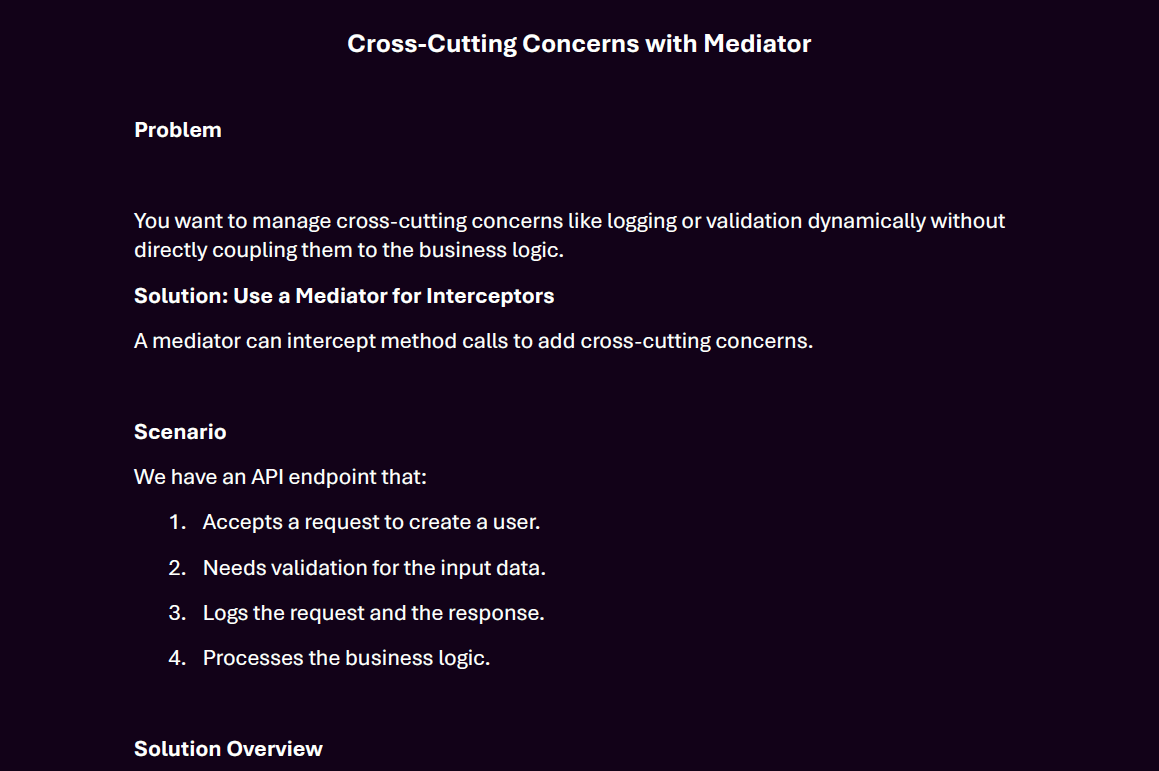 Cross-Cutting Concerns with Mediator
Problem
You want to manage cross-cutting concerns like logging or validation dynamically without
directly coupling them to the business logic.
Solution: Use a Mediator for Interceptors
A mediator can intercept method calls to add cross-cutting concerns.
Scenario
We have an API endpoint that:
1. Accepts a request to create a user.
2. Needs validation for the input data.
3. Logs the request and the response.
4. Processes the business logic.
Solution Overview